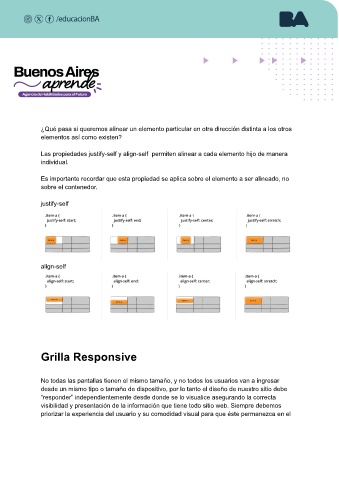 /educacionBA
BA
Buenos Aires
aprende
Agencia de Habilidades para el Futuro
¿Qué pasa si queremos alinear un elemento particular en otra dirección distinta a los otros
elementos así como existen?
Las propiedades justify-self y align-self permiten alinear a cada elemento hijo de manera
individual.
Es importante recordar que esta propiedad se aplica sobre el elemento a ser alineado, no
sobre el contenedor.
justify-self
.item-a { .item-a { .item-a { .item-a {
justify-self: start; justify-self: end; justify-self: center; justify-self: stretch;
} } } }
align-self
.item-a { .item-a { .item-a { .item-a {
align-self: start; align-self: end; align-self: center; align-self: stretch;
} } } }
Grilla Responsive
No todas las pantallas tienen el mismo tamaño, y no todos los usuarios van a ingresar
desde un mismo tipo o tamaño de dispositivo, por lo tanto el diseño de nuestro sitio debe
"responder" independientemente desde donde se lo visualice asegurando la correcta
visibilidad y presentación de la información que tiene todo sitio web. Siempre debemos
priorizar la experiencia del usuario y su comodidad visual para que éste permanezca en el